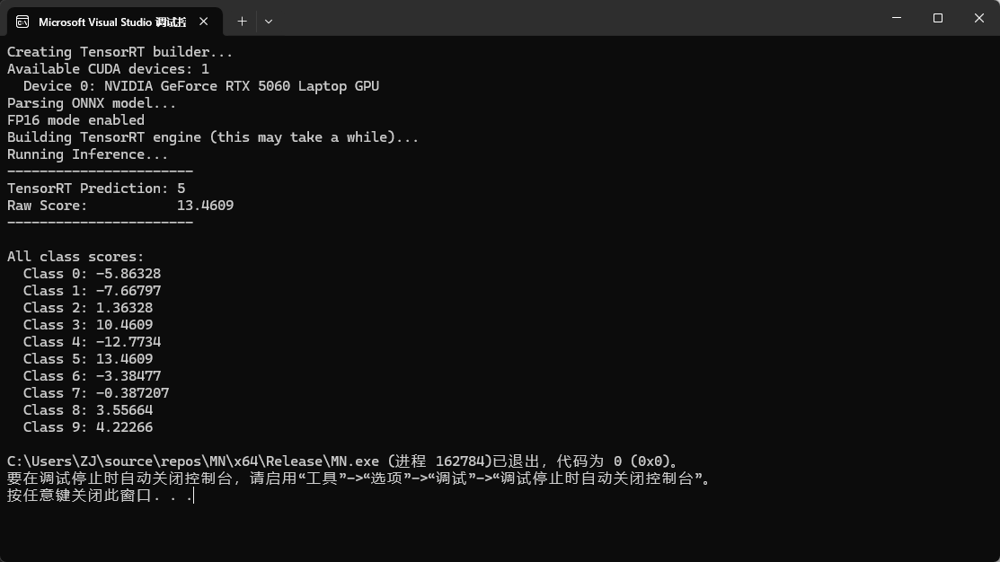 Microsoft Visual Studio 调试控
Creating TensorRT builder...
Available CUDA devices: 1
  Device 0: NVIDIA GeForce RTX 5060 Laptop GPU
Parsing ONNX model...
FP16 mode enabled
Building TensorRT engine (this may take a while)...
Running Inference...
-----------------------
TensorRT Prediction: 5
Raw Score:           13.4609
-----------------------
All class scores:
  Class 0: -5.86328
  Class 1: -7.66797
  Class 2: 1.36328
  Class 3: 10.4609
  Class 4: -12.7734
  Class 5: 13.4609
  Class 6: -3.38477
  Class 7: -0.387207
  Class 8: 3.55664
  Class 9: 4.22266
C:\Users\ZJ\source\repos\MN\x64\Release\MN.exe (进程 162784)已退出，代码为 0 (0x0)。
要在调试停止时自动关闭控制台，请启用“工具”->“选项”->“调试”->“调试停止时自动关闭控制台”。
按任意键关闭此窗口. . .